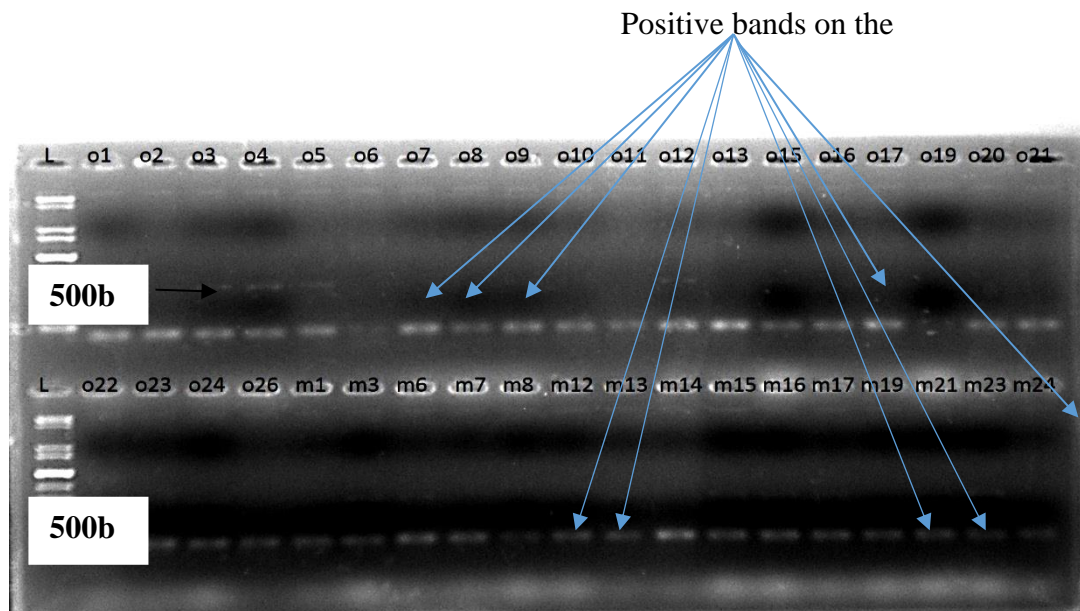 Positive bands on the
L o1 o2 o3 o4 o5 o6 o7 o8 o9 o10 o11 o12 o13 o15 o16 o17 o19 o20 o21
500b
L o22 o23 o24 o26 m1 m3 m6 m7 m8 m12 m13 m14 m15 m16 m17 m19 m21 m23 m24
500b